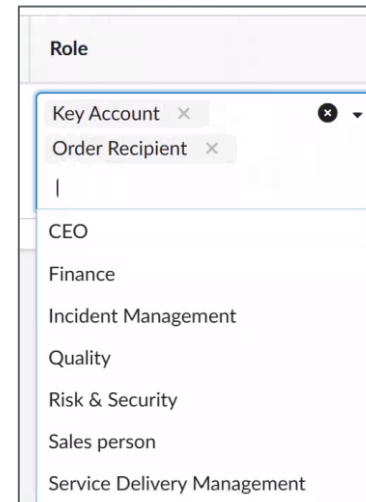 Role
Key Account
Order Recipient
CEO
Finance
Incident Management
Quality
Risk & Security
Sales person
Service Delivery Management